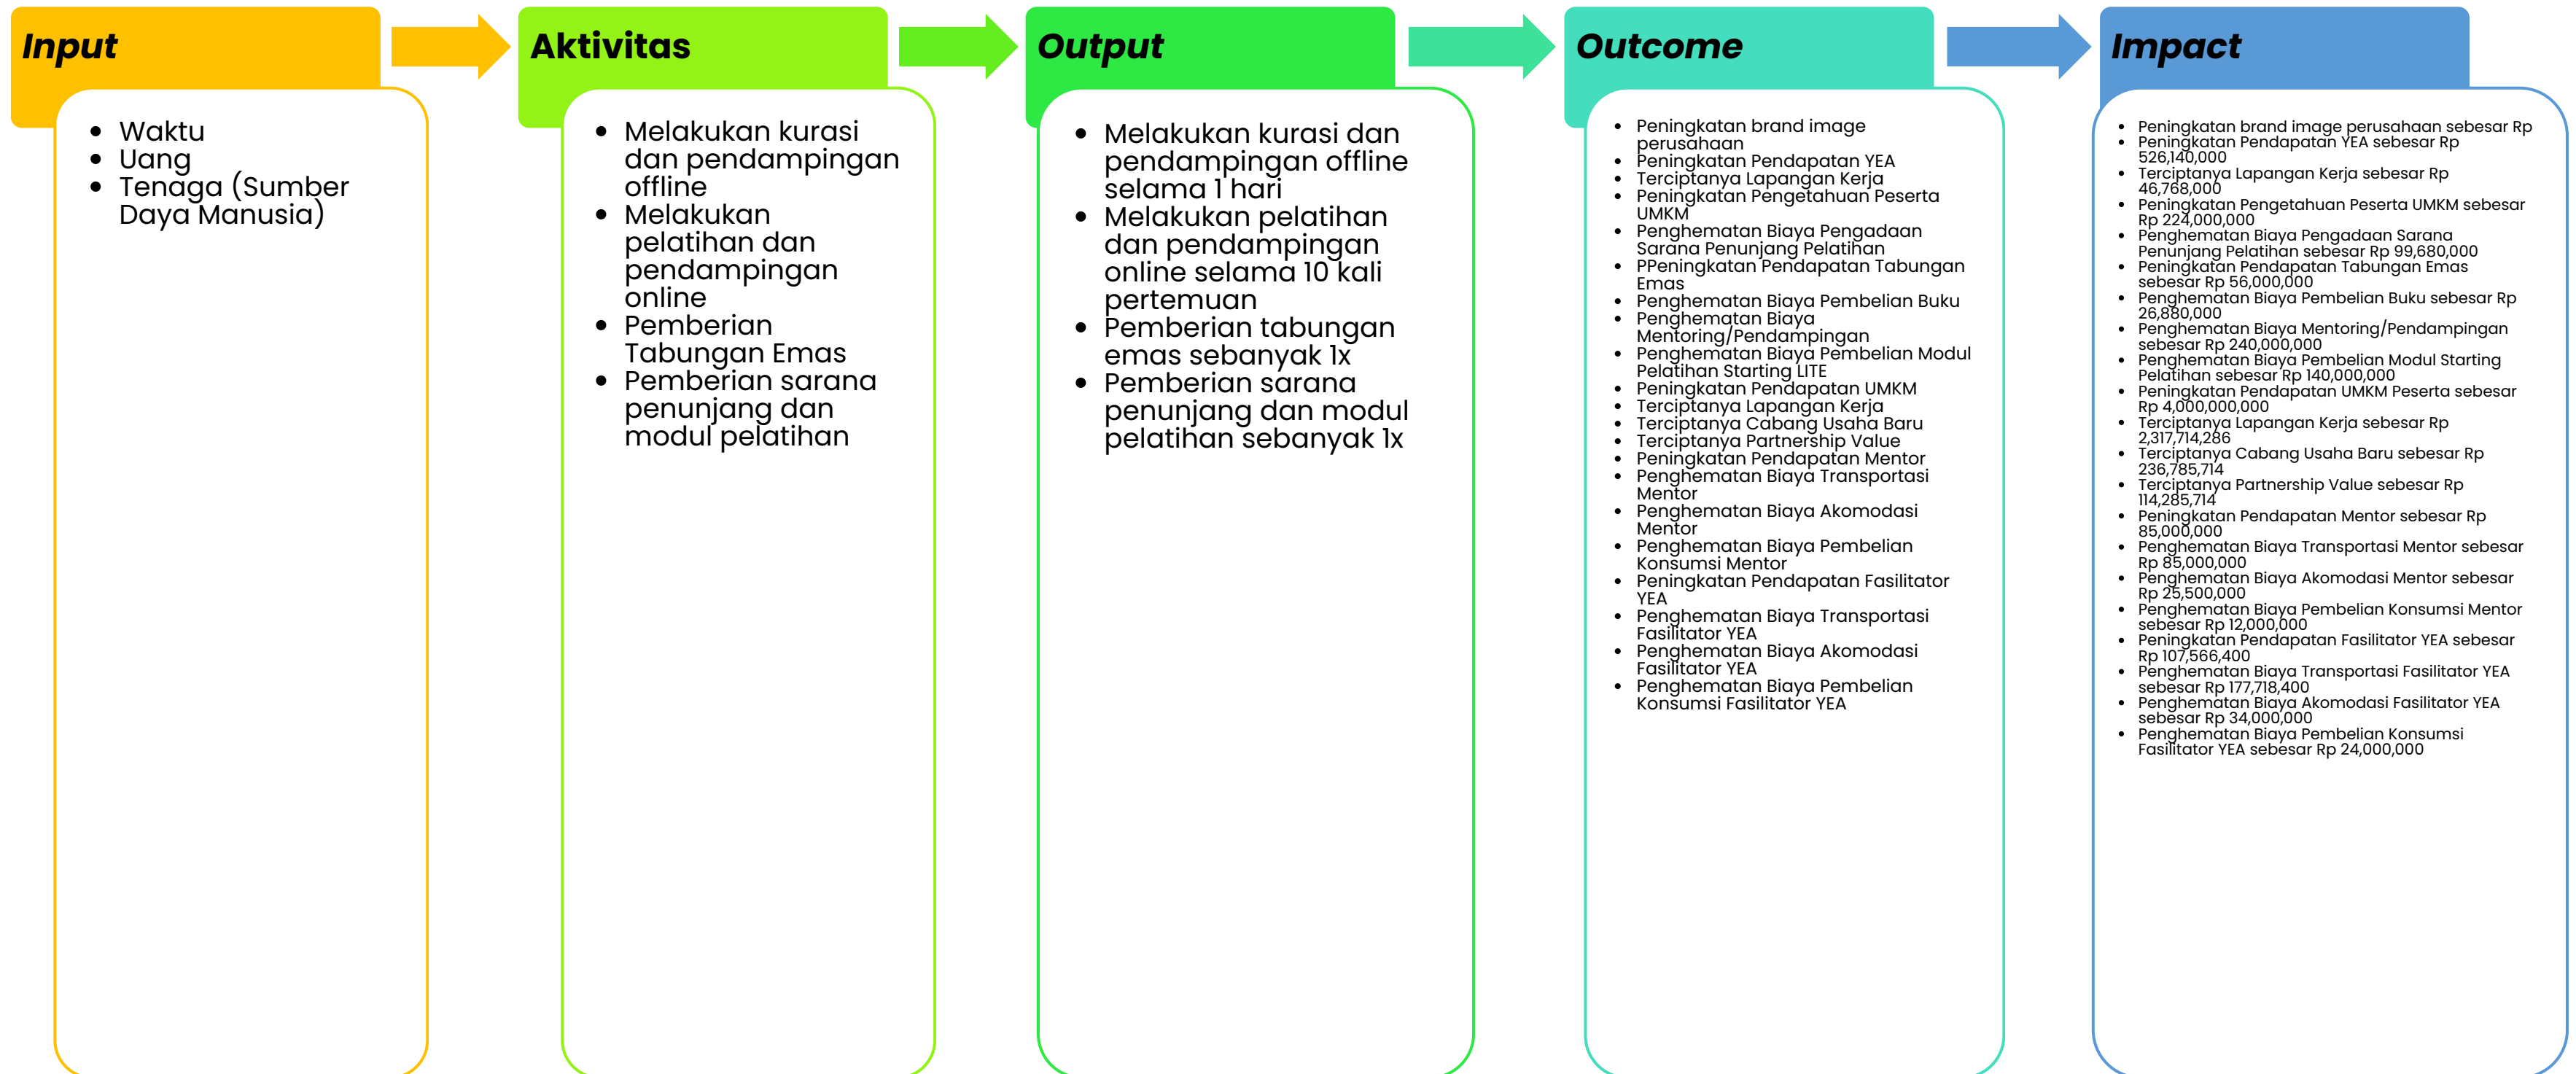 Input
Waktu
Uang
Tenaga (Sumber
Daya Manusia)
Aktivitas
Melakukan kurasi
dan pendampingan
offline
Melakukan
pelatihan dan
pendampingan
online
Pemberian
Tabungan Emas
Pemberian sarana
penunjang dan
modul pelatihan
Output
Melakukan kurasi dan
pendampingan offline
selama 1 hari
Melakukan pelatihan
dan pendampingan
online selama 10 kali
pertemuan
Pemberian tabungan
emas sebanyak 1x
Pemberian sarana
penunjang dan modul
pelatihan sebanyak 1x
Outcome
Peningkatan brand image
perusahaan
Peningkatan Pendapatan YEA
Terciptanya Lapangan Kerja
Peningkatan Pengetahuan Peserta
UMKM
Penghematan Biaya Pengadaan
Sarana Penunjang Pelatihan
PPeningkatan Pendapatan Tabungan
Emas
Penghematan Biaya Pembelian Buku
Penghematan Biaya
Mentoring/Pendampingan
Penghematan Biaya Pembelian Modul
Pelatihan Starting LITE
Peningkatan Pendapatan UMKM
Terciptanya Lapangan Kerja
Terciptanya Cabang Usaha Baru
Terciptanya Partnership Value
Peningkatan Pendapatan Mentor
Penghematan Biaya Transportasi
Mentor
Penghematan Biaya Akomodasi
Mentor
Penghematan Biaya Pembelian
Konsumsi Mentor
Peningkatan Pendapatan Fasilitator
YEA
Penghematan Biaya Transportasi
Fasilitator YEA
Penghematan Biaya Akomodasi
Fasilitator YEA
Penghematan Biaya Pembelian
Konsumsi Fasilitator YEA
Impact
Peningkatan brand image perusahaan sebesar Rp
Peningkatan Pendapatan YEA sebesar Rp
526,140,000
Terciptanya Lapangan Kerja sebesar Rp
46,768,000
Peningkatan Pengetahuan Peserta UMKM sebesar
Rp 224,000,000
Penghematan Biaya Pengadaan Sarana
Penunjang Pelatihan sebesar Rp 99,680,000
Peningkatan Pendapatan Tabungan Emas
sebesar Rp 56,000,000
Penghematan Biaya Pembelian Buku sebesar Rp
26,880,000
Penghematan Biaya Mentoring/Pendampingan
sebesar Rp 240,000,000
Penghematan Biaya Pembelian Modul Starting
Pelatihan sebesar Rp 140,000,000
Peningkatan Pendapatan UMKM Peserta sebesar
Rp 4,000,000,000
Terciptanya Lapangan Kerja sebesar Rp
2,317,714,286
Terciptanya Cabang Usaha Baru sebesar Rp
236,785,714
Terciptanya Partnership Value sebesar Rp
114,285,714
Peningkatan Pendapatan Mentor sebesar Rp
85,000,000
Penghematan Biaya Transportasi Mentor sebesar
Rp 85,000,000
Penghematan Biaya Akomodasi Mentor sebesar
Rp 25,500,000
Penghematan Biaya Pembelian Konsumsi Mentor
sebesar Rp 12,000,000
Peningkatan Pendapatan Fasilitator YEA sebesar
Rp 107,566,400
Penghematan Biaya Transportasi Fasilitator YEA
sebesar Rp 177,718,400
Penghematan Biaya Akomodasi Fasilitator YEA
sebesar Rp 34,000,000
Penghematan Biaya Pembelian Konsumsi
Fasilitator YEA sebesar Rp 24,000,000